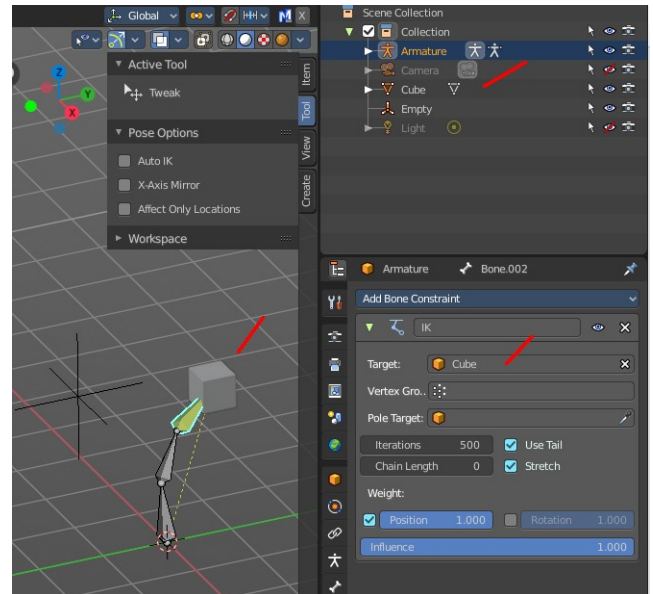 Global
X
Scene Collection
Collection
Armature
Camera
Cube
Empty
Light
Z
Y
X
Active Tool
Tweak
Pose Options
Auto IK
X-Axis Mirror
Affect Only Locations
Workspace
Item
Tool
View
Create
Armature
Bone.002
Add Bone Constraint
IK
Target:
Cube
Vertex Gro..
Pole Target:
Iterations 500
Use Tail
Chain Length 0
Stretch
Weight:
Position 1.000
Rotation 1.000
Influence 1.000